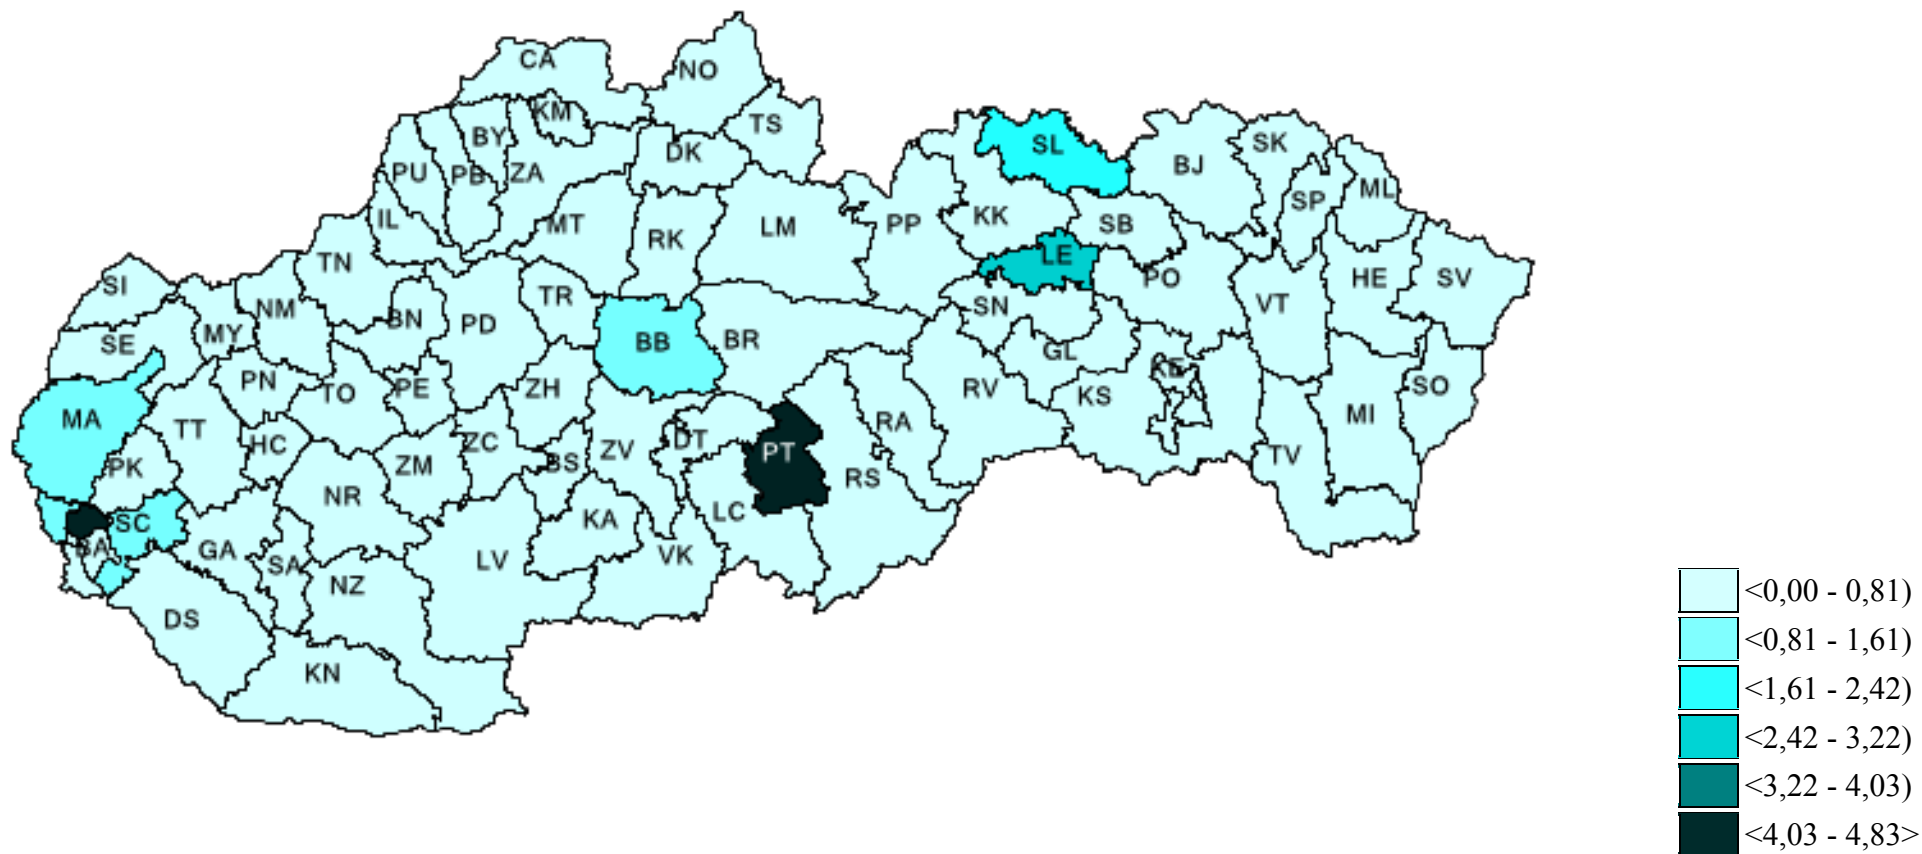 CA
NO
KM
TS
BY
DK
SL
SK
BJ
PU
PB
ZA
ML
SP
IL
MT
RK
LM
PP
KK
SB
TN
LE
PO
HE
SV
SI
NM
BN
TR
SN
VT
MY
PD
SE
BB
BR
GL
KE
PN
TO
PE
ZH
RV
KS
SO
MA
TT
RA
MI
HC
ZC
DT
PT
PK
ZM
BS
ZV
RS
TV
NR
SC
KA
LC
BA
GA
SA
LV
VK
NZ
DS
KN
<0,00 - 0,81)
<0,81 - 1,61)
<1,61 - 2,42)
<2,42 - 3,22)
<3,22 - 4,03)
<4,03 - 4,83>